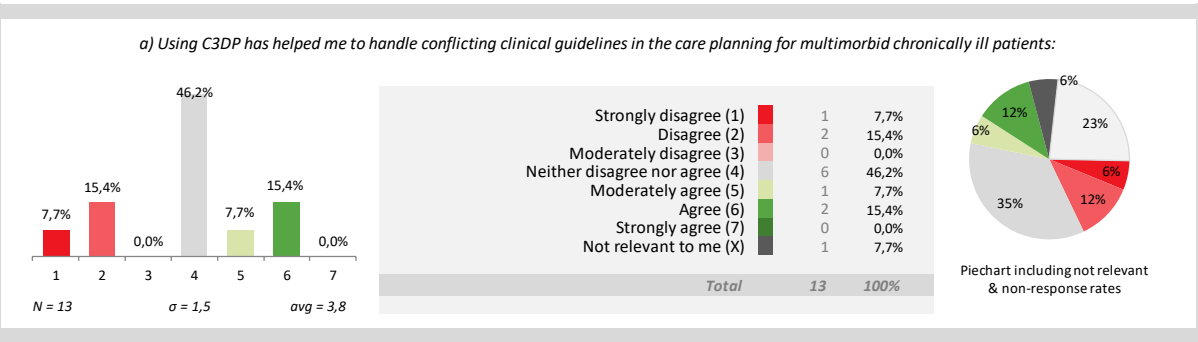 a) Using C3DP has helped me to handle conflicting clinical guidelines in the care planning for multimorbid chronically ill patients:
46,2%
15,4%
15,4%
7,7%
7,7%
0,0%
0,0%
1 2 3 4 5 6 7
N = 13 σ = 1,5 avg = 3,8
Strongly disagree (1) 1 7,7%
Disagree (2) 2 15,4%
Moderately disagree (3) 0 0,0%
Neither disagree nor agree (4) 6 46,2%
Moderately agree (5) 1 7,7%
Agree (6) 2 15,4%
Strongly agree (7) 0 0,0%
Not relevant to me (X) 1 7,7%
Total 13 100%
6%
23%
12%
6%
6%
12%
35%
Piechart including not relevant
& non-response rates